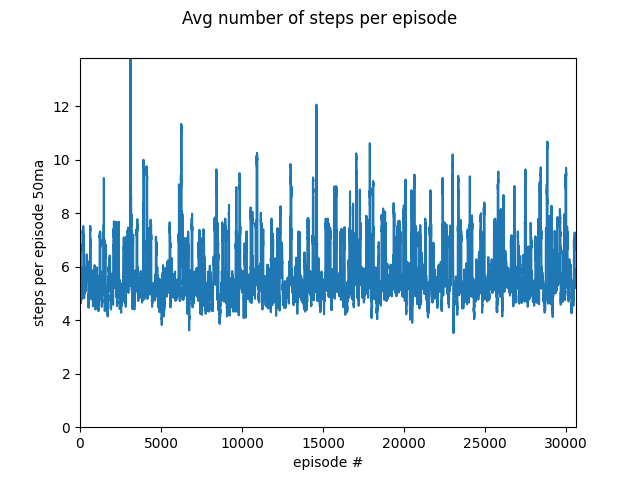 Avg number of steps per episode
steps per episode 50ma
12
10
8
6
4
2
0
0 5000 10000 15000 20000 25000 30000
episode #